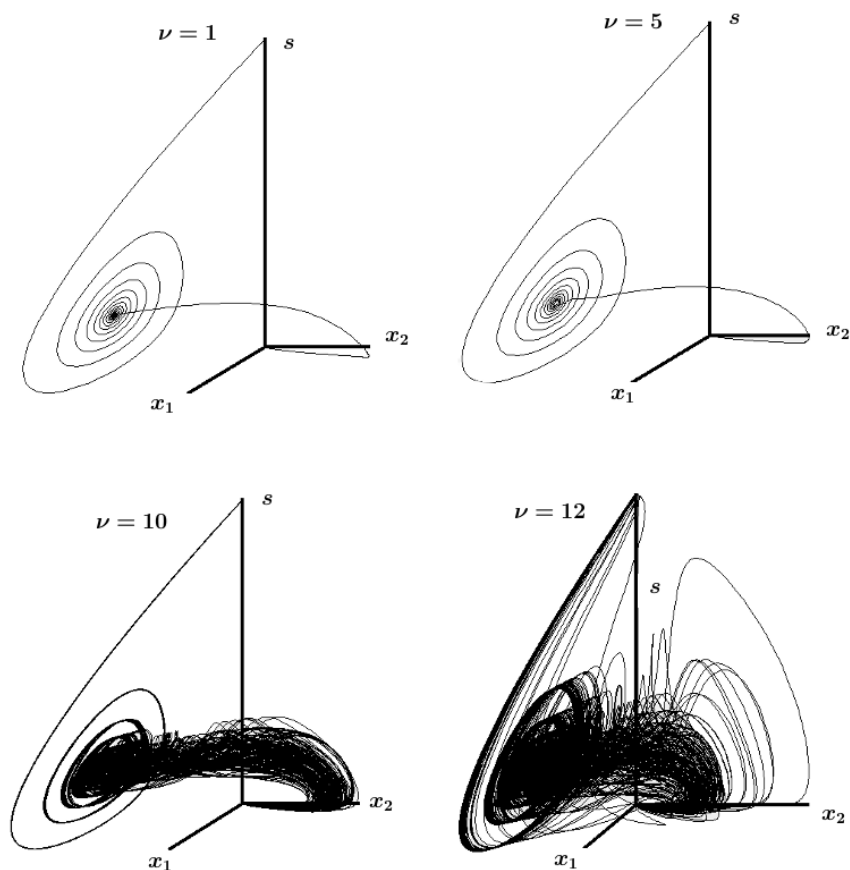 ν = 1
s
x₂
x₁
ν = 5
s
x₂
x₁
ν = 10
s
x₂
x₁
ν = 12
s
x₂
x₁